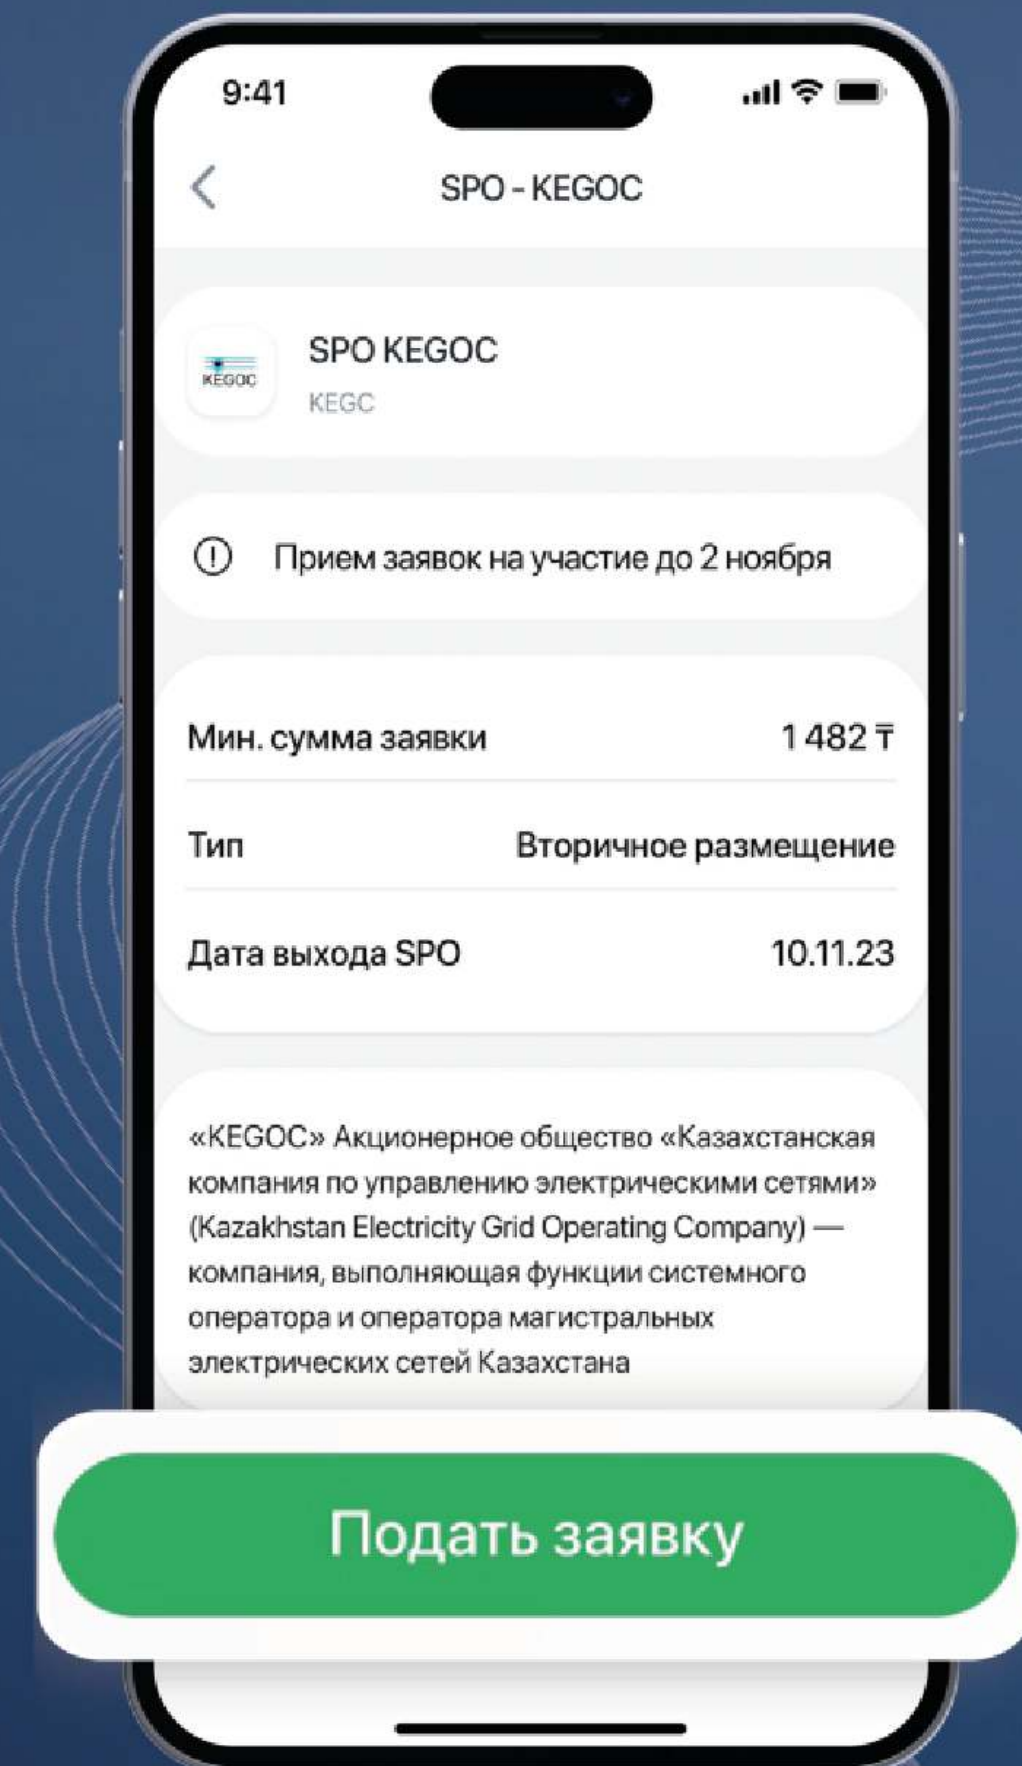 9:41
SPO - KEGOC
KEGOC
SPO KEGOC
KEGC
Прием заявок на участие до 2 ноября
Мин. сумма заявки 1 482 ₸
Тип Вторичное размещение
Дата выхода SPO 10.11.23
«KEGOC» Акционерное общество «Казахстанская
компания по управлению электрическими сетями»
(Kazakhstan Electricity Grid Operating Company) —
компания, выполняющая функции системного
оператора и оператора магистральных
электрических сетей Казахстана
Подать заявку